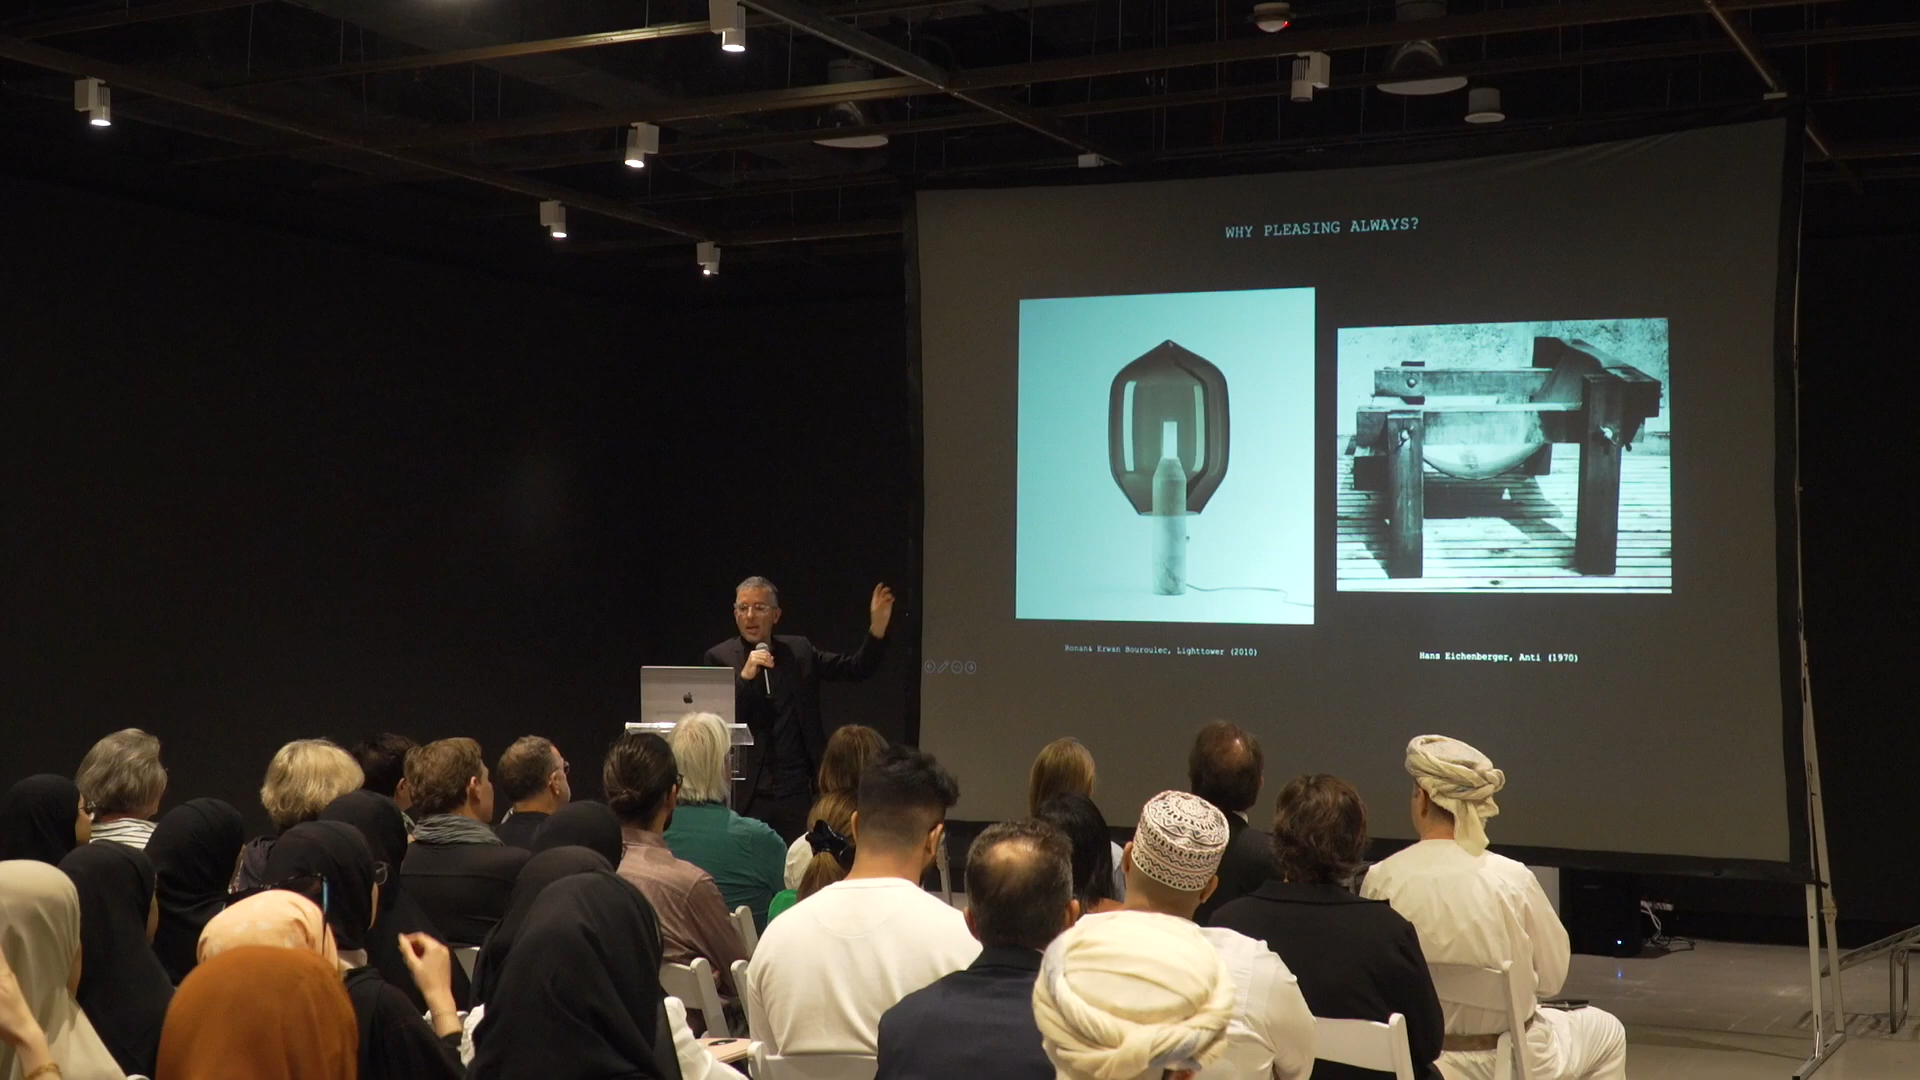 WHY PLEASING ALWAYS?
Ronan& Erwan Bouroulec, Lighttower (2010)
Hans Eichenberger, Anti (1970)